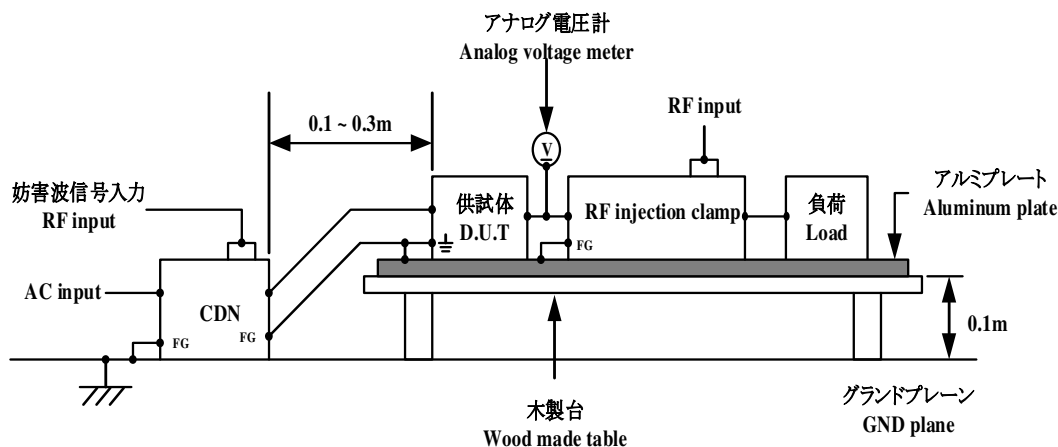 アナログ電圧計
Analog voltage meter
RF input
0.1 ~ 0.3m
V
妨害波信号入力
RF input
供試体
D.U.T
RF injection clamp
負荷
Load
アルミプレート
Aluminum plate
FG
AC input
CDN
FG
FG
0.1m
木製台
Wood made table
グランドプレーン
GND plane